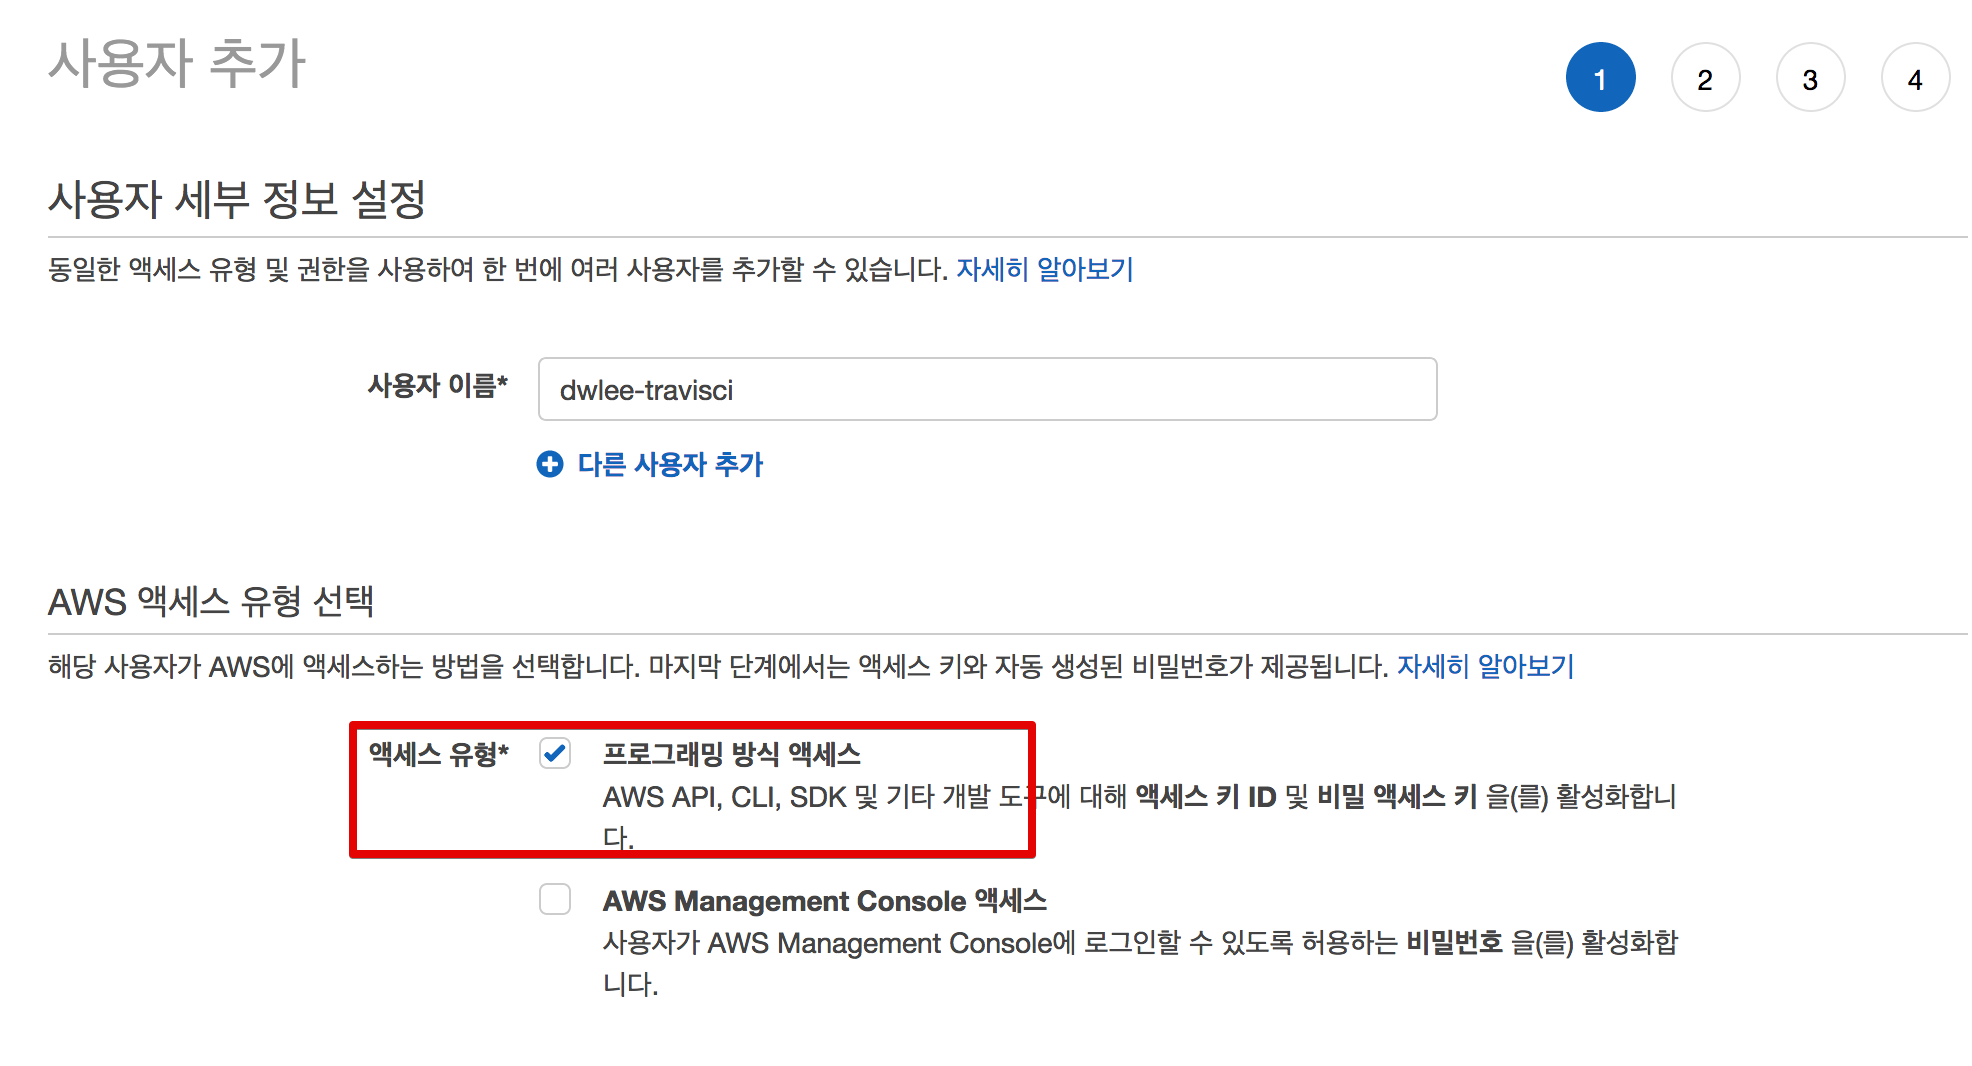 사용자 추가
1 2 3 4
사용자 세부 정보 설정
동일한 액세스 유형 및 권한을 사용하여 한 번에 여러 사용자를 추가할 수 있습니다. 자세히 알아보기
사용자 이름* dwlee-travisci
다른 사용자 추가
AWS 액세스 유형 선택
해당 사용자가 AWS에 액세스하는 방법을 선택합니다. 마지막 단계에서는 액세스 키와 자동 생성된 비밀번호가 제공됩니다. 자세히 알아보기
액세스 유형* 프로그래밍 방식 액세스
AWS API, CLI, SDK 및 기타 개발 도구에 대해 액세스 키 ID 및 비밀 액세스 키 을(를) 활성화합니
다.
AWS Management Console 액세스
사용자가 AWS Management Console에 로그인할 수 있도록 허용하는 비밀번호 을(를) 활성화합
니다.